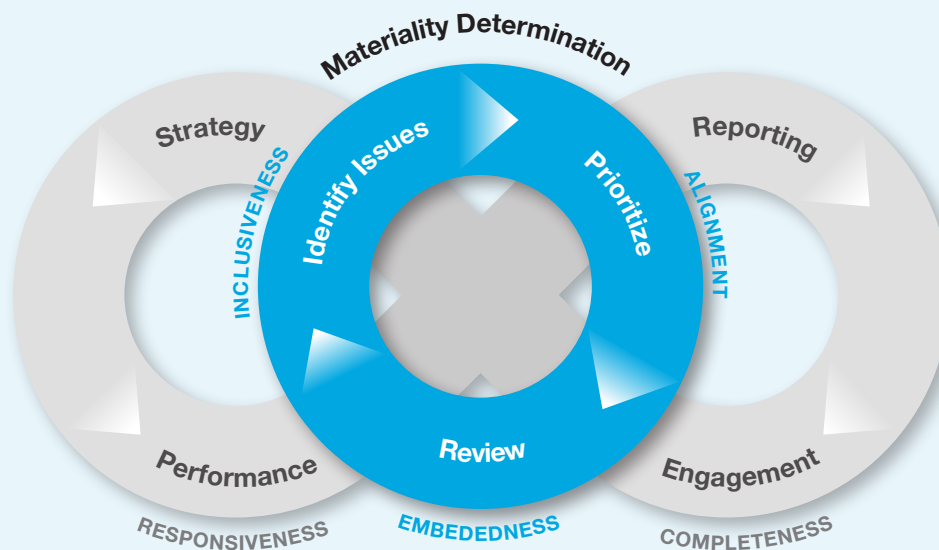 Materiality Determination
Strategy
Identify Issues
Prioritize
Reporting
INCLUSIVENESS
ALIGNMENT
Performance
Review
Engagement
RESPONSIVENESS
EMBEDEDNESS
COMPLETENESS